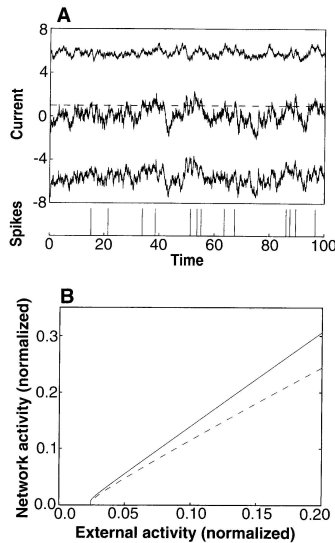 A
8
4
0
-4
-8
Current
Spikes
0 20 40 60 80 100
Time
B
0.3
0.2
0.1
0.0
Network activity (normalized)
0.0 0.05 0.10 0.15 0.20
External activity (normalized)